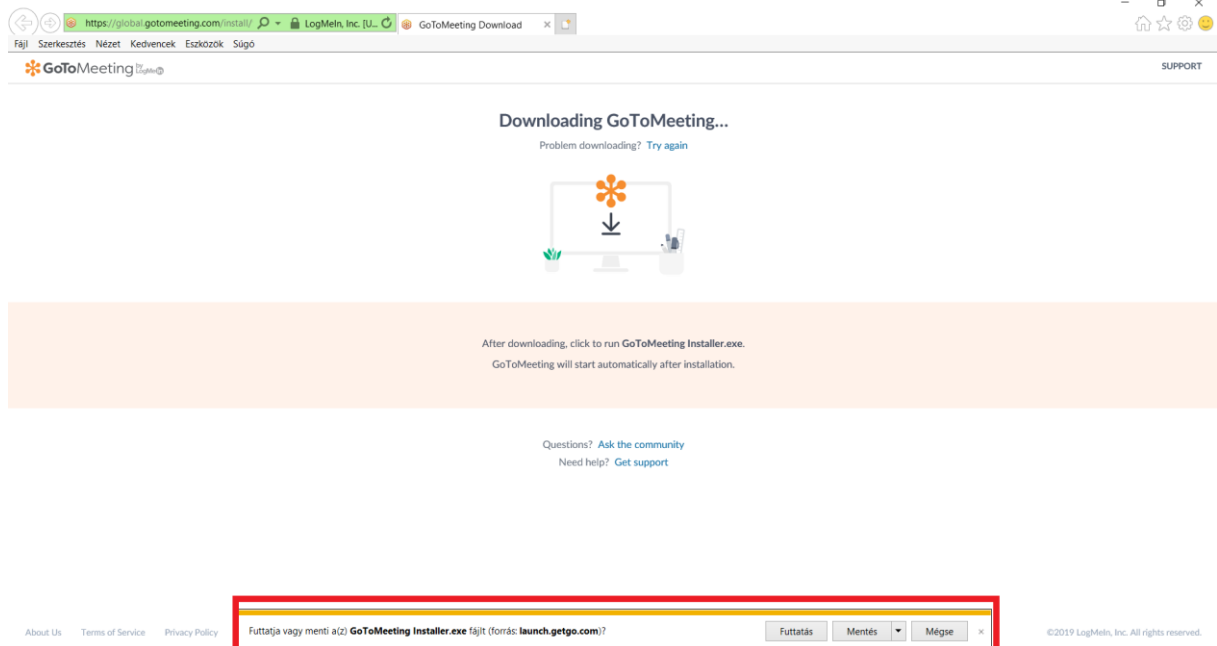 https://global.gotomeeting.com/install/ LogMeIn, Inc. [U... GoToMeeting Download
Fájl Szerkesztés Nézet Kedvencek Eszközök Súgó
GoToMeeting by LogMeIn SUPPORT
Downloading GoToMeeting...
Problem downloading? Try again
After downloading, click to run GoToMeeting Installer.exe.
GoToMeeting will start automatically after installation.
Questions? Ask the community
Need help? Get support
About Us Terms of Service Privacy Policy Futtatja vagy menti a(z) GoToMeeting Installer.exe fájlt (forrás: launch.getgo.com)? Futtatás Mentés Mégse ©2019 LogMeIn, Inc. All rights reserved.